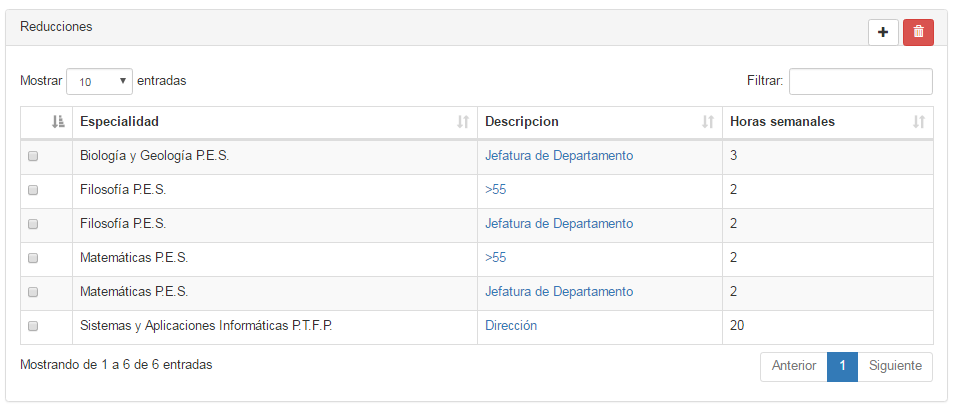 Reducciones
Mostrar 10 entradas Filtrar:
Especialidad Descripcion Horas semanales
Biología y Geología P.E.S. Jefatura de Departamento 3
Filosofía P.E.S. >55 2
Filosofía P.E.S. Jefatura de Departamento 2
Matemáticas P.E.S. >55 2
Matemáticas P.E.S. Jefatura de Departamento 2
Sistemas y Aplicaciones Informáticas P.T.F.P. Dirección 20
Mostrando de 1 a 6 de 6 entradas Anterior 1 Siguiente